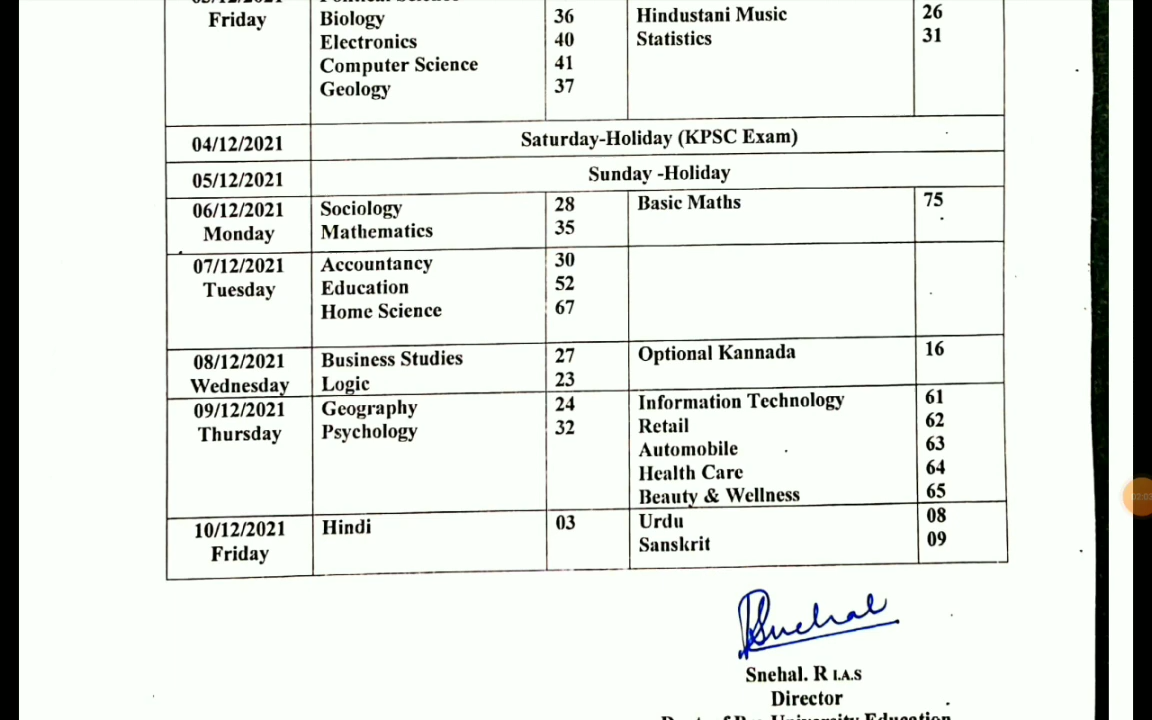 Friday
Biology 36 Hindustani Music 26
Electronics 40 Statistics 31
Computer Science 41
Geology 37
04/12/2021 Saturday-Holiday (KPSC Exam)
05/12/2021 Sunday -Holiday
06/12/2021 Sociology 28 Basic Maths 75
Monday Mathematics 35
07/12/2021 Accountancy 30
Tuesday Education 52
Home Science 67
08/12/2021 Business Studies 27 Optional Kannada 16
Wednesday Logic 23
09/12/2021 Geography 24 Information Technology 61
Thursday Psychology 32 Retail 62
Automobile 63
Health Care 64
Beauty & Wellness 65
10/12/2021 Hindi 03 Urdu 08
Friday Sanskrit 09
Snehal
Snehal. R I.A.S
Director